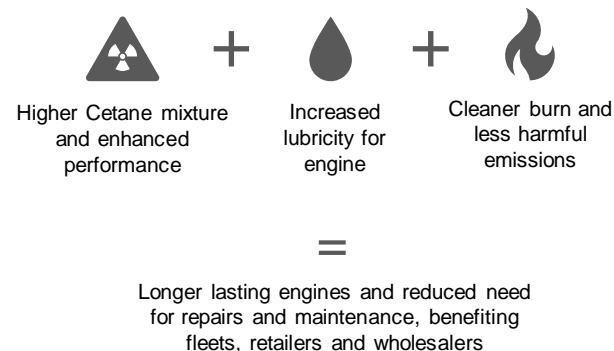 Higher Cetane mixture
and enhanced
performance
+
Increased
lubricity for
engine
+
Cleaner burn and
less harmful
emissions
=
Longer lasting engines and reduced need
for repairs and maintenance, benefiting
fleets, retailers and wholesalers